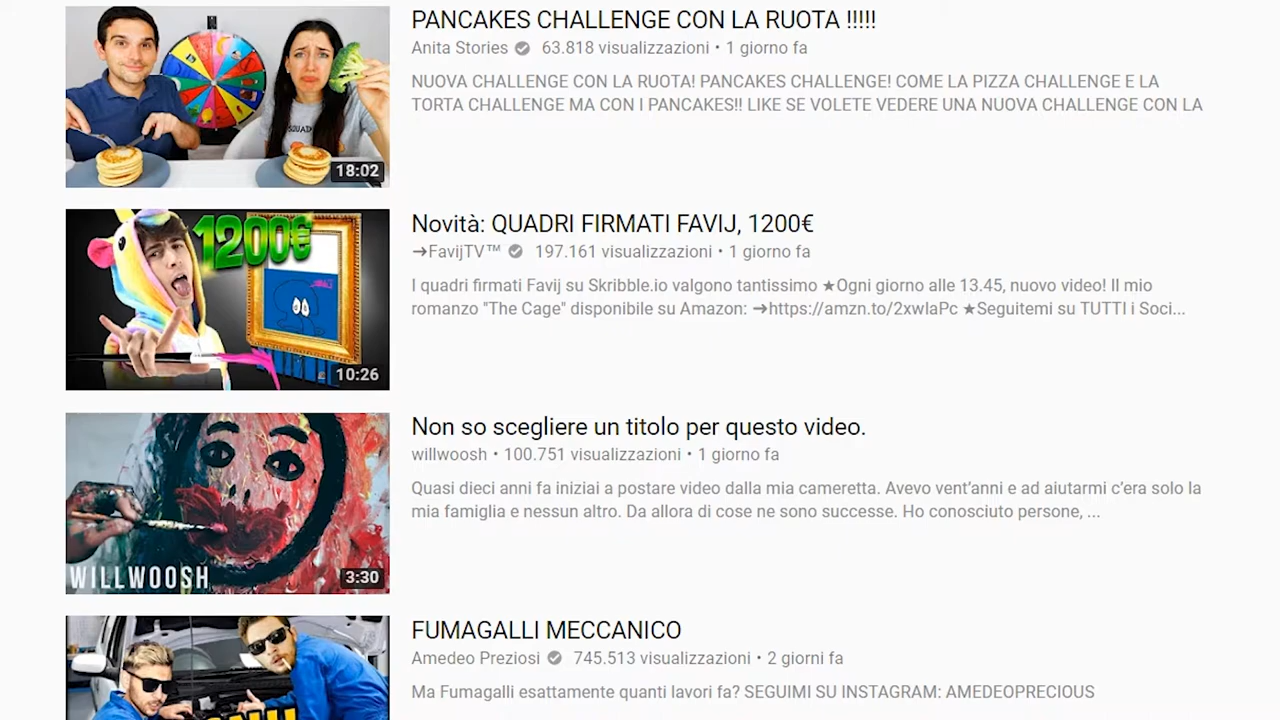 PANCAKES CHALLENGE CON LA RUOTA !!!!!
Anita Stories 63.818 visualizzazioni • 1 giorno fa
NUOVA CHALLENGE CON LA RUOTA! PANCAKES CHALLENGE! COME LA PIZZA CHALLENGE E LA
TORTA CHALLENGE MA CON I PANCAKES!! LIKE SE VOLETE VEDERE UNA NUOVA CHALLENGE CON LA
SQUAD
18:02
1200€
10:26
Novità: QUADRI FIRMATI FAVIJ, 1200€
➜FavijTV™ 197.161 visualizzazioni • 1 giorno fa
I quadri firmati Favij su Skribble.io valgono tantissimo ★Ogni giorno alle 13.45, nuovo video! Il mio
romanzo "The Cage" disponibile su Amazon: ➜https://amzn.to/2xwlaPc ★Seguitemi su TUTTI i Soci...
WILLWOOSH
3:30
Non so scegliere un titolo per questo video.
willwoosh • 100.751 visualizzazioni • 1 giorno fa
Quasi dieci anni fa iniziai a postare video dalla mia cameretta. Avevo vent’anni e ad aiutarmi c’era solo la
mia famiglia e nessun altro. Da allora di cose ne sono successe. Ho conosciuto persone, ...
FUMAGALLI MECCANICO
Amedeo Preziosi 745.513 visualizzazioni • 2 giorni fa
Ma Fumagalli esattamente quanti lavori fa? SEGUIMI SU INSTAGRAM: AMEDEOPRECIOUS